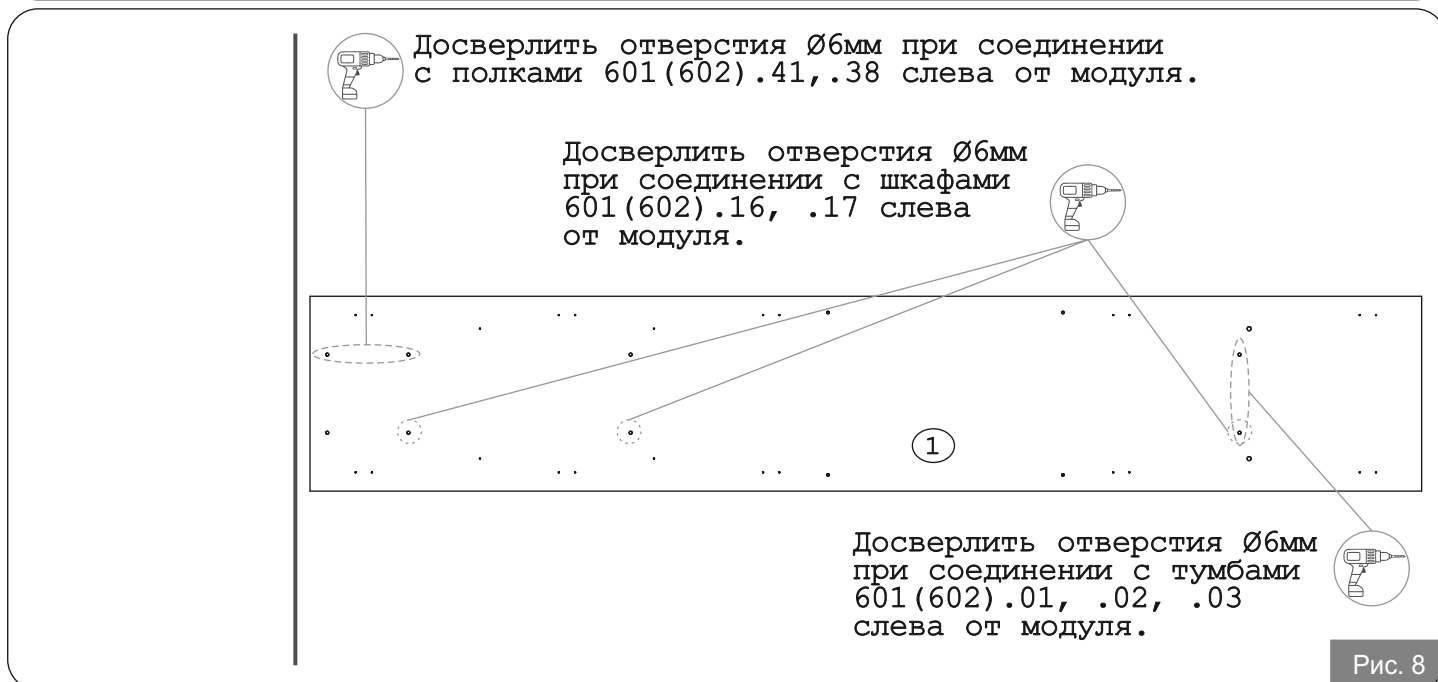 Досверлить отверстия Ø6мм при соединении
с полками 601(602).41,.38 слева от модуля.
Досверлить отверстия Ø6мм
при соединении с шкафами
601(602).16, .17 слева
от модуля.
1
Досверлить отверстия Ø6мм
при соединении с тумбами
601(602).01, .02, .03
слева от модуля.
Рис. 8